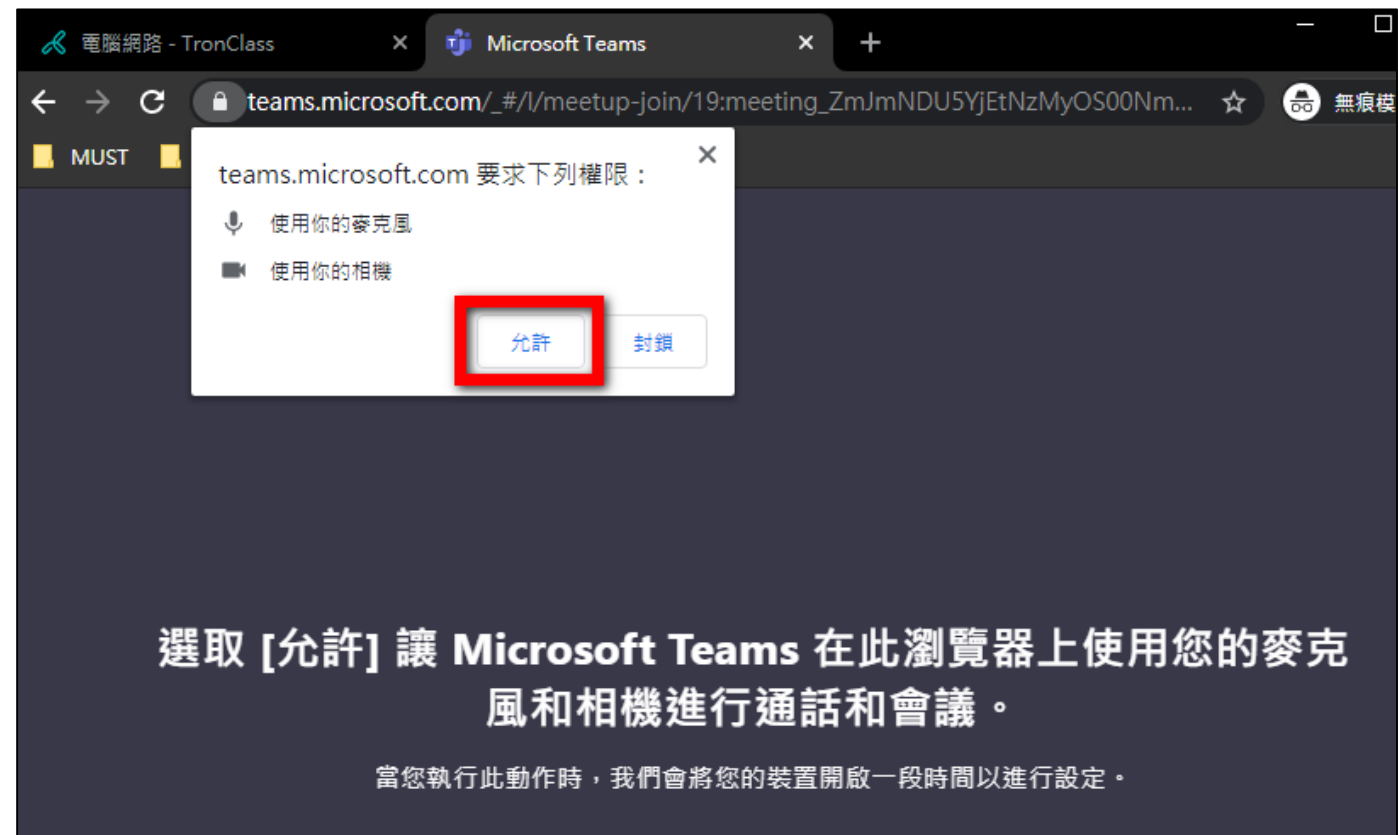 電腦網路 - TronClass
Microsoft Teams
teams.microsoft.com/_#/l/meetup-join/19:meeting_ZmJmNDU5YjEtNzMyOS00Nm...
無痕模
MUST
teams.microsoft.com 要求下列權限：
使用你的麥克風
使用你的相機
允許
封鎖
選取 [允許] 讓 Microsoft Teams 在此瀏覽器上使用您的麥克
風和相機進行通話和會議。
當您執行此動作時，我們會將您的裝置開啟一段時間以進行設定。